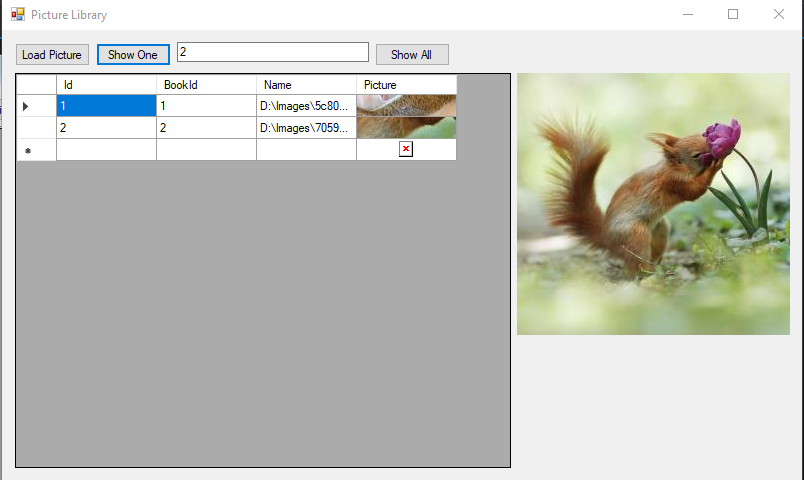 Picture Library
Load Picture Show One 2 Show All
Id BookId Name Picture
1 1 D:\Images\5c80...
2 2 D:\Images\7059...